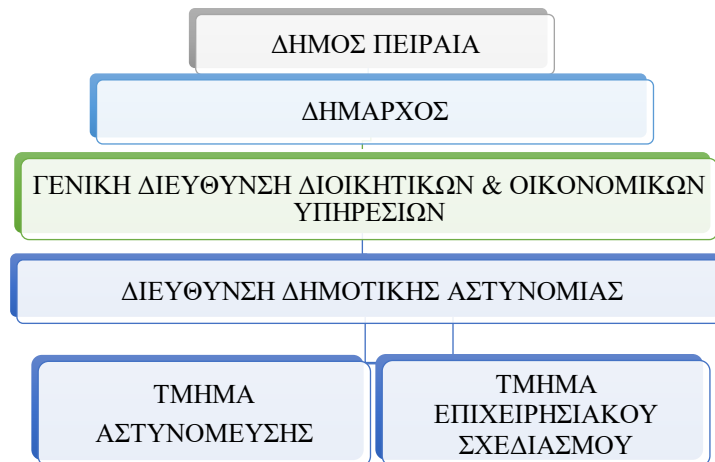 ΔΗΜΟΣ ΠΕΙΡΑΙΑ
ΔΗΜΑΡΧΟΣ
ΓΕΝΙΚΗ ΔΙΕΥΘΥΝΣΗ ΔΙΟΙΚΗΤΙΚΩΝ & ΟΙΚΟΝΟΜΙΚΩΝ
ΥΠΗΡΕΣΙΩΝ
ΔΙΕΥΘΥΝΣΗ ΔΗΜΟΤΙΚΗΣ ΑΣΤΥΝΟΜΙΑΣ
ΤΜΗΜΑ
ΑΣΤΥΝΟΜΕΥΣΗΣ
ΤΜΗΜΑ
ΕΠΙΧΕΙΡΗΣΙΑΚΟΥ
ΣΧΕΔΙΑΣΜΟΥ